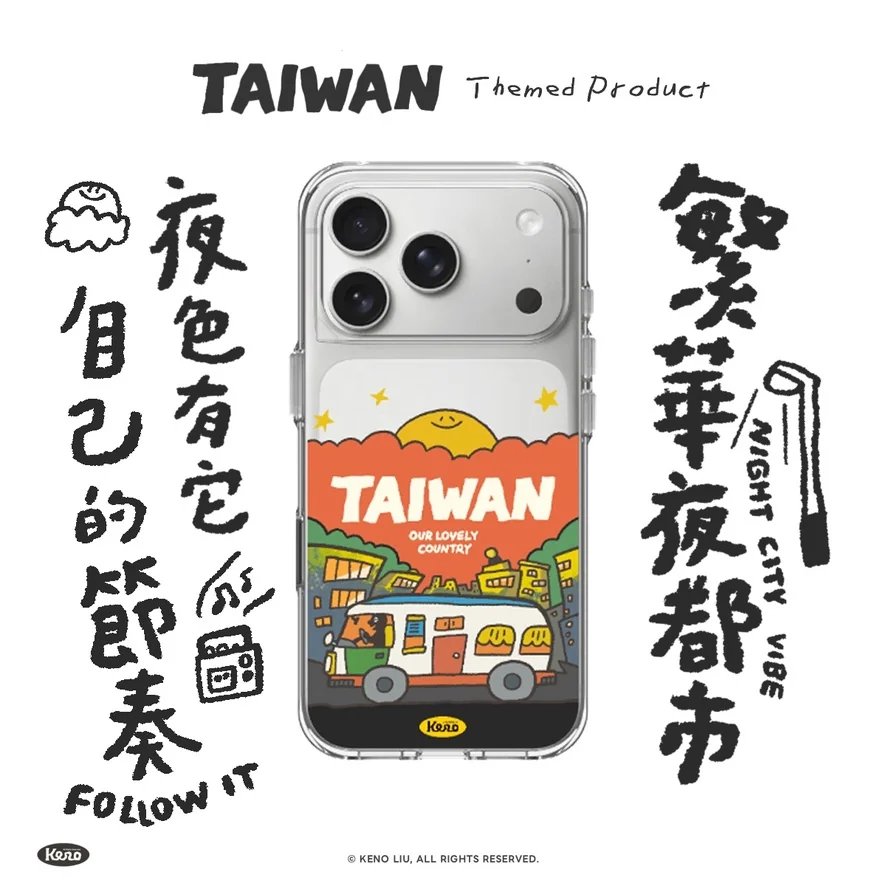 TAIWAN Themed Product
繁華夜都市
NIGHT CITY VIBE
夜色有它
自己的節奏
FOLLOW IT
TAIWAN
OUR LOVELY
COUNTRY
Keno
Keno
© KENO LIU, ALL RIGHTS RESERVED.